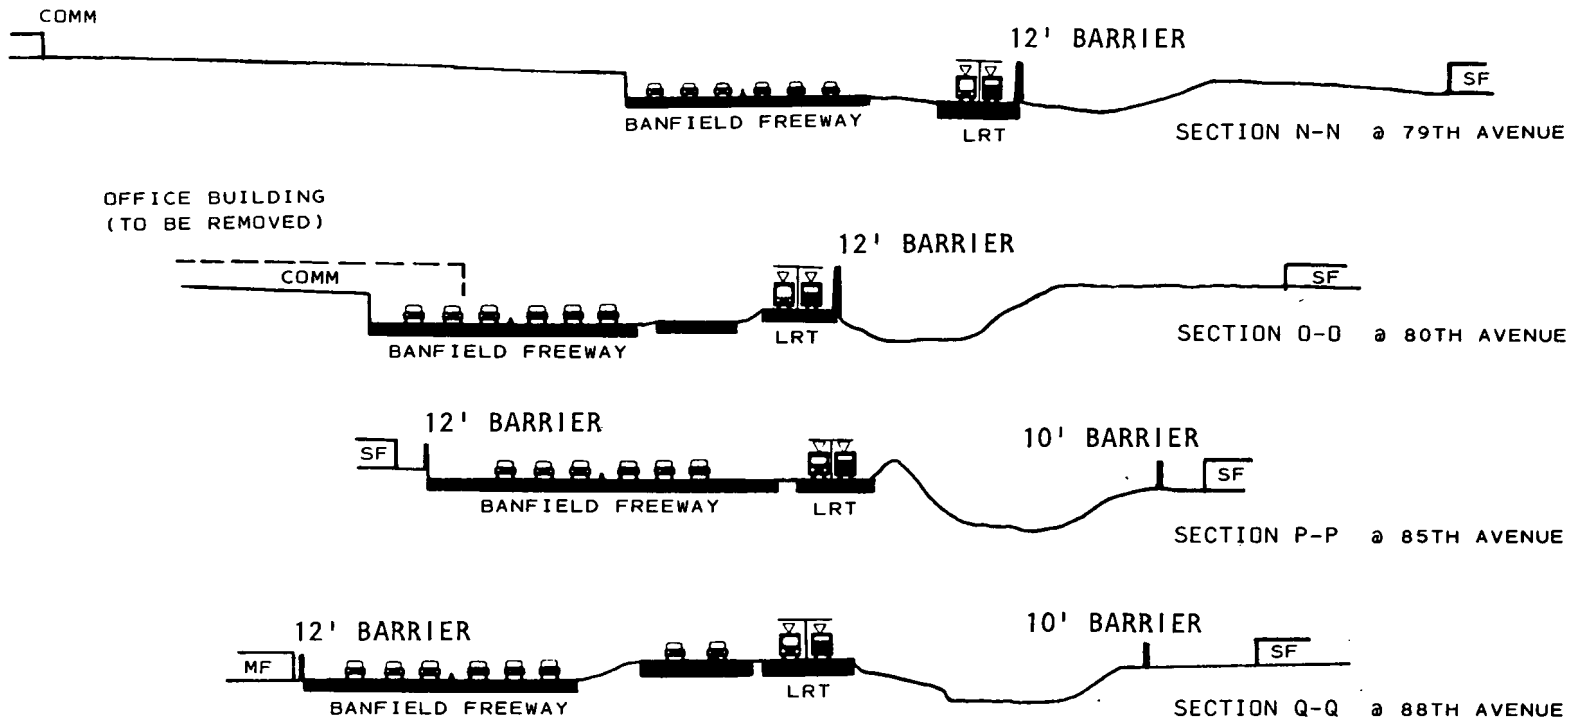 COMM
12' BARRIER
SF
BANFIELD FREEWAY
LRT
SECTION N-N @ 79TH AVENUE
OFFICE BUILDING
(TO BE REMOVED)
12' BARRIER
COMM
SF
BANFIELD FREEWAY
LRT
SECTION O-O @ 80TH AVENUE
12' BARRIER
10' BARRIER
SF
SF
BANFIELD FREEWAY
LRT
SECTION P-P @ 85TH AVENUE
12' BARRIER
10' BARRIER
MF
SF
BANFIELD FREEWAY
LRT
SECTION Q-Q @ 88TH AVENUE